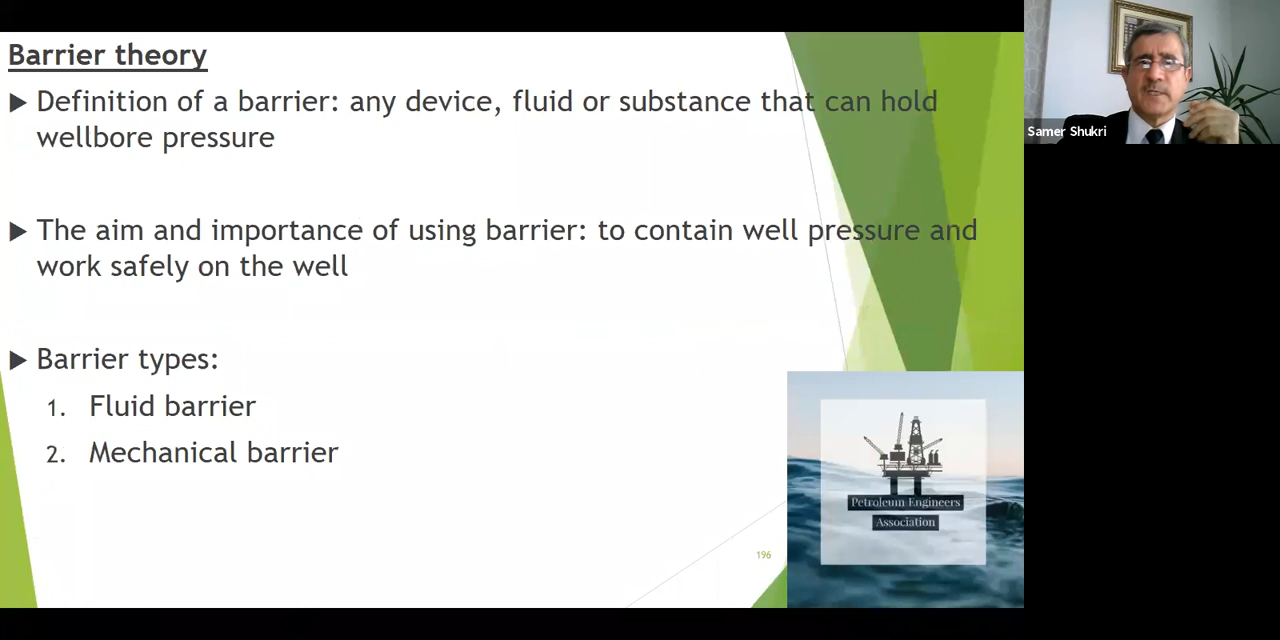 Barrier theory
Definition of a barrier: any device, fluid or substance that can hold
wellbore pressure
The aim and importance of using barrier: to contain well pressure and
work safely on the well
Barrier types:
1. Fluid barrier
2. Mechanical barrier
196
Petroleum Engineers
Association
Samer Shukri